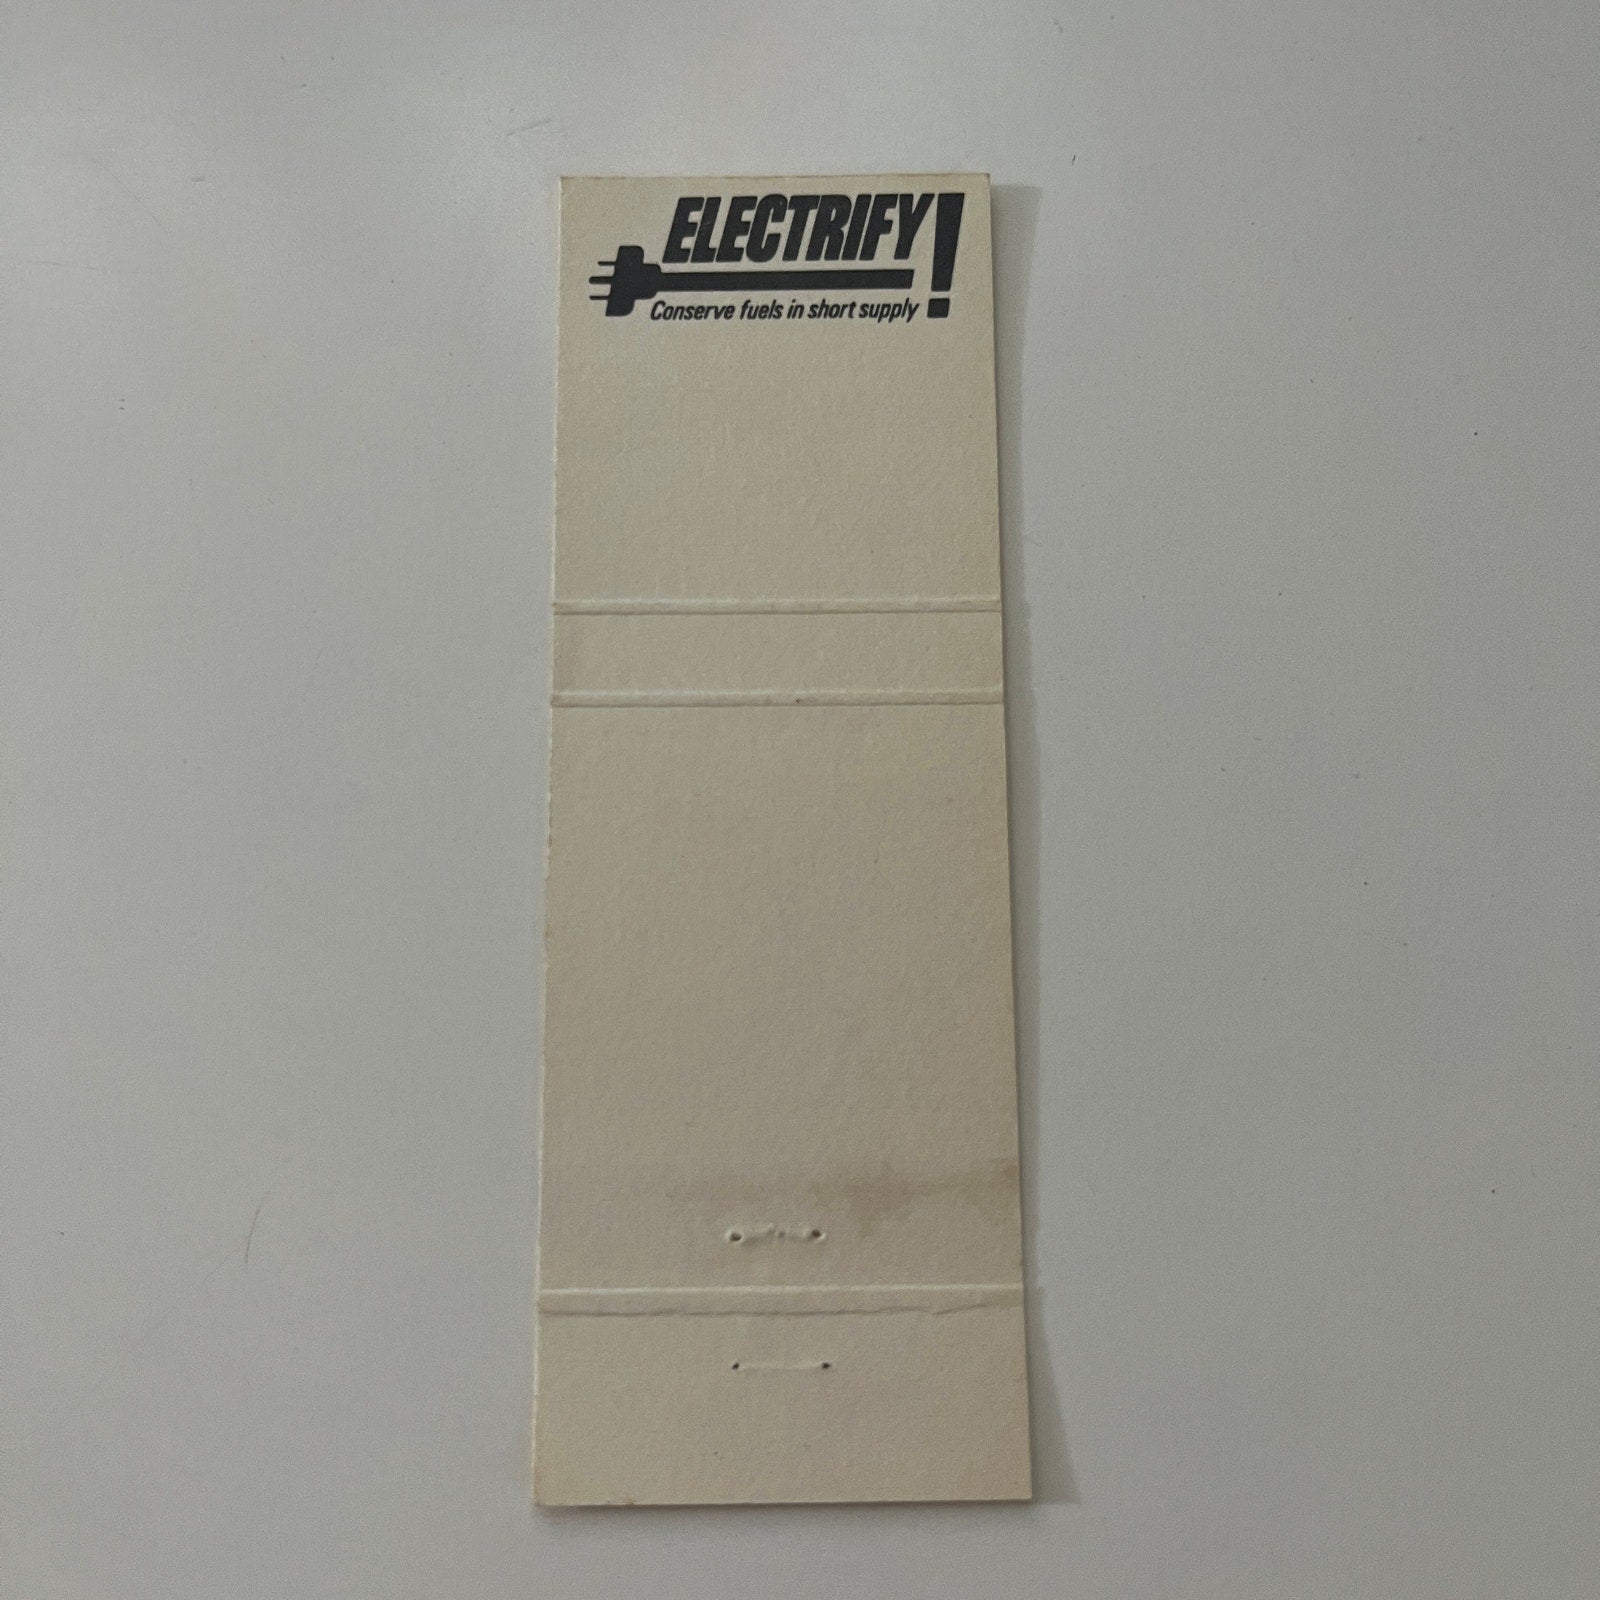 ELECTRIFY!
Conserve fuels in short supply